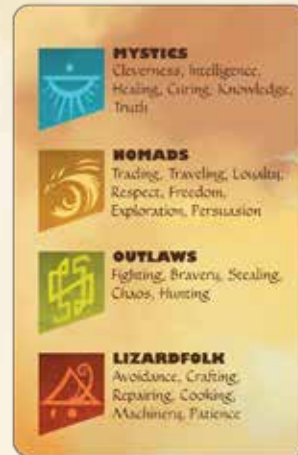 MYSTICS
Cleverness, Intelligence,
Healing, Curing, Knowledge,
Truth
NOMADS
Trading, Traveling, Loyalty,
Respect, Freedom,
Exploration, Persuasion
OUTLAWS
Fighting, Bravery, Stealing,
Chaos, Hunting
LIZARDFOLK
Avoidance, Crafting,
Repairing, Cooking,
Machinery, Patience